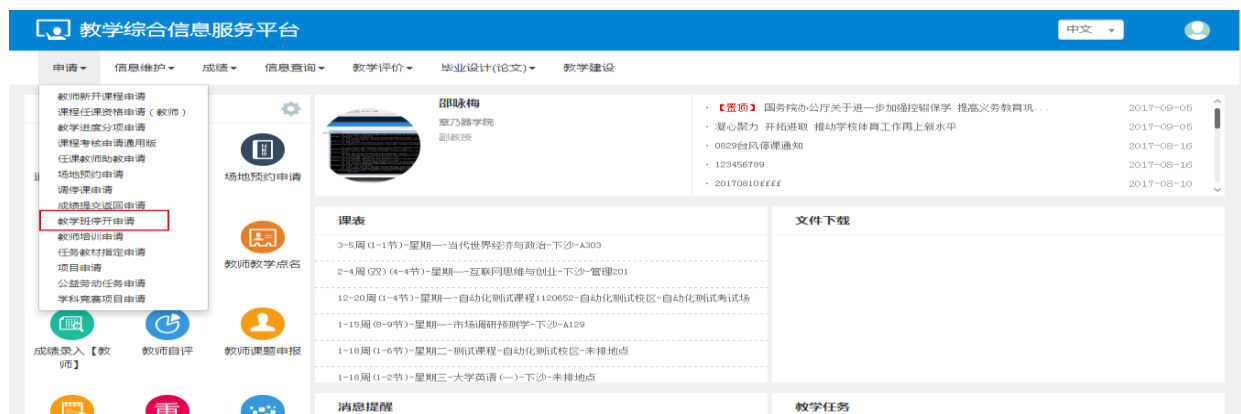 教学综合信息服务平台
中文
申请
信息维护
成绩
信息查询
教学评价
毕业设计(论文)
教学建设
教师新开课程申请
课程任课资格申请(教师)
教学进度分项申请
课程考核申请通用版
任课教师助教申请
场地预约申请
调停课申请
成绩提交返回申请
教学班停开申请
教师培训申请
任务教材指定申请
项目申请
公益劳动任务申请
学科竞赛项目申请
场地预约申请
教师教学点名
成绩录入【教
师】
教师自评
教师课题申报
重
邵咏梅
章乃器学院
副教授
· 【置顶】 国务院办公厅关于进一步加强控辍保学 提高义务教育巩... 2017-09-05
· 凝心聚力 开拓进取 推动学校体育工作再上新水平 2017-09-05
· 0829台风停课通知 2017-08-16
· 123456789 2017-08-16
· 20170810ffff 2017-08-10
课表
3-5周(1-1节)-星期一-当代世界经济与政治-下沙-A303
2-4周(双)(4-4节)-星期一-互联网思维与创业-下沙-管理201
12-20周(1-4节)-星期一-自动化测试课程1120652-自动化测试校区-自动化测试考试场
1-15周(8-9节)-星期一-市场调研预测学-下沙-A129
1-18周(1-6节)-星期二-测试课程-自动化测试校区-未排地点
1-18周(1-2节)-星期三-大学英语(一)-下沙-未排地点
文件下载
消息提醒
教学任务